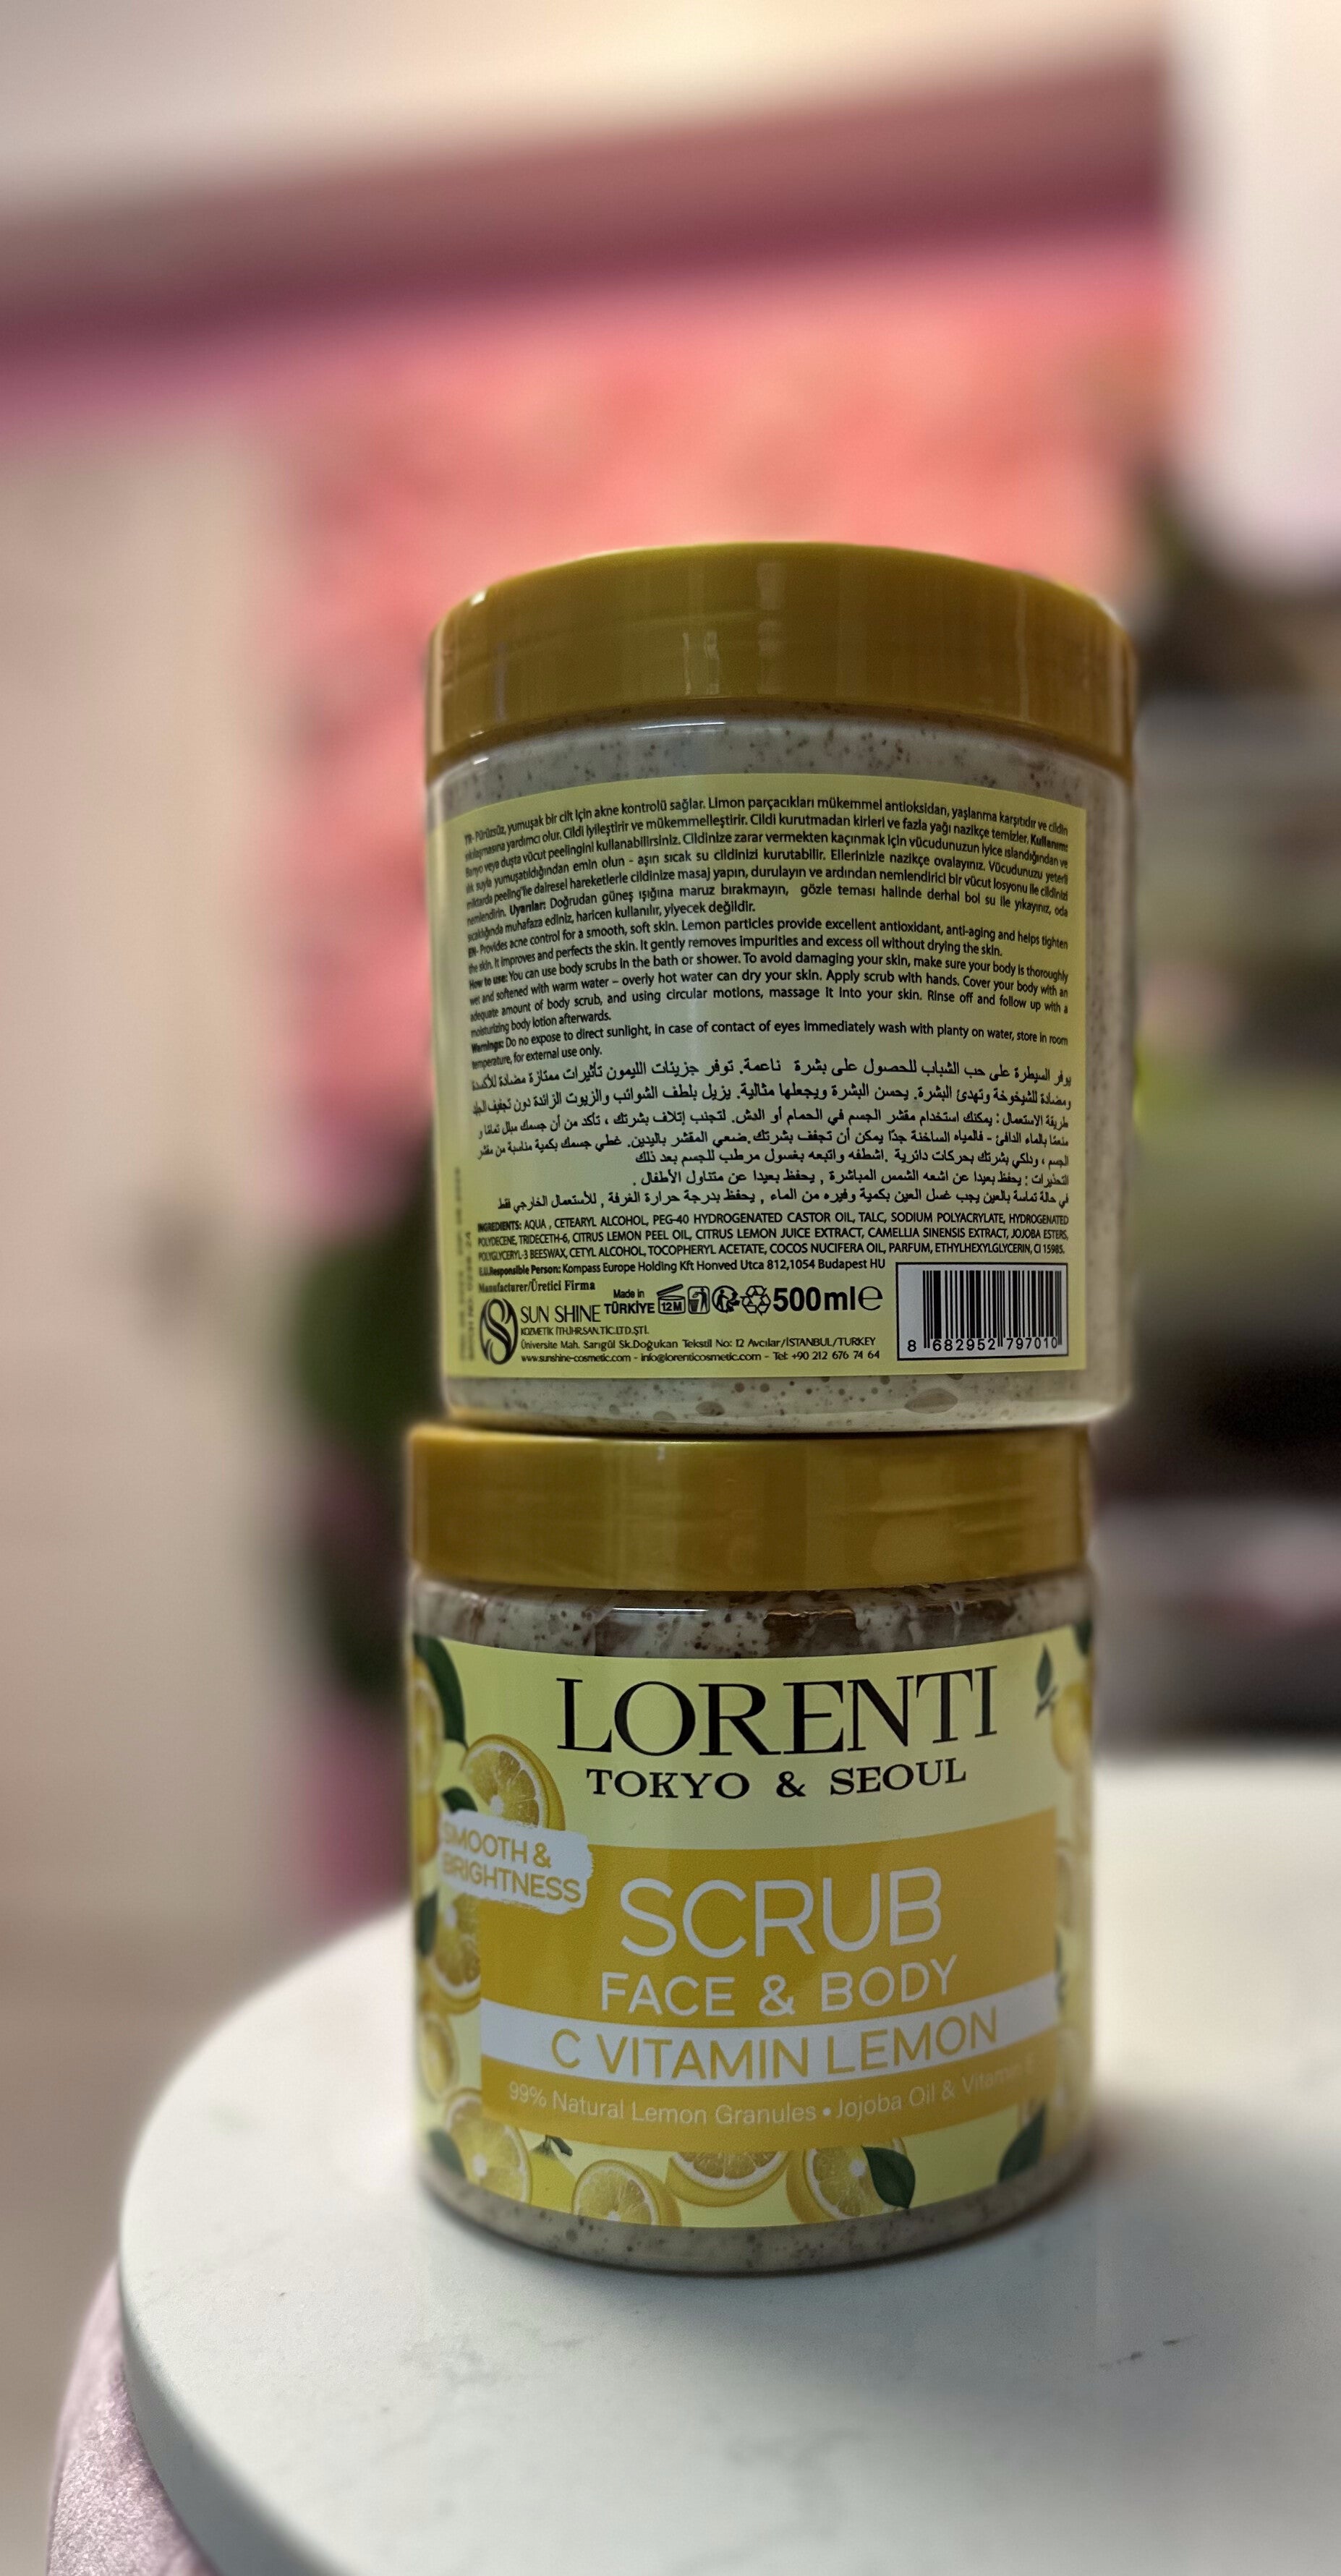 TR- Pürüzsüz, yumuşak bir cilt için akne kontrolü sağlar. Limon parçacıkları mükemmel antioksidan, yaşlanma karşıtıdır ve cildin
sıkılaşmasına yardımcı olur. Cildi iyileştirir ve mükemmelleştirir. Cildi kurutmadan kirleri ve fazla yağı nazikçe temizler. Kullanımı:
Banyo veya duşta vücut peelingini kullanabilirsiniz. Cildinize zarar vermekten kaçınmak için vücudunuzun iyice ıslandığından ve
ılık suyla yumuşatıldığından emin olun - aşırı sıcak su cildinizi kurutabilir. Ellerinizle nazikçe ovalayınız. Vücudunuzu yeterli
miktarda peeling'le dairesel hareketlerle cildinize masaj yapın, durulayın ve ardından nemlendirici bir vücut losyonu ile cildinizi
nemlendirin. Uyarılar: Doğrudan güneş ışığına maruz bırakmayın, gözle teması halinde derhal bol su ile yıkayınız, oda
sıcaklığında muhafaza ediniz, haricen kullanılır, yiyecek değildir.
EN- Provides acne control for a smooth, soft skin. Lemon particles provide excellent antioxidant, anti-aging and helps tighten
the skin. It improves and perfects the skin. It gently removes impurities and excess oil without drying the skin.
How to use: You can use body scrubs in the bath or shower. To avoid damaging your skin, make sure your body is thoroughly
wet and softened with warm water – overly hot water can dry your skin. Apply scrub with hands. Cover your body with an
adequate amount of body scrub, and using circular motions, massage it into your skin. Rinse off and follow up with a
moisturizing body lotion afterwards.
Warnings: Do no expose to direct sunlight, in case of contact of eyes immediately wash with planty on water, store in room
temperature, for external use only.
يوفر السيطرة على حب الشباب للحصول على بشرة ناعمة. توفر جزيئات الليمون تأثيرات ممتازة مضادة للأكسدة
ومضادة للشيخوخة وتهدئ البشرة. يحسن البشرة ويجعلها مثالية. يزيل بلطف الشوائب والزيوت الزائدة دون تجفيف الجلد
طريقة الاستعمال : يمكنك استخدام مقشر الجسم في الحمام أو الدش. لتجنب إتلاف بشرتك ، تأكد من أن جسمك مبلل تمامًا و
منعمًا بالماء الدافئ - فالمياه الساخنة جدًا يمكن أن تجفف بشرتك.ضعي المقشر باليدين. غطي جسمك بكمية مناسبة من مقشر
الجسم ، ودلكي بشرتك بحركات دائرية .اشطفه واتبعه بغسول مرطب للجسم بعد ذلك
التحذيرات : يحفظ بعيدا عن اشعه الشمس المباشرة , يحفظ بعيدا عن متناول الأطفال .
في حالة تماسة بالعين يجب غسل العين بكمية وفيره من الماء , يحفظ بدرجة حرارة الغرفة , للأستعمال الخارجي فقط
INGREDIENTS: AQUA , CETEARYL ALCOHOL, PEG-40 HYDROGENATED CASTOR OIL, TALC, SODIUM POLYACRYLATE, HYDROGENATED
POLYDECENE, TRIDECETH-6, CITRUS LEMON PEEL OIL, CITRUS LEMON JUICE EXTRACT, CAMELLIA SINENSIS EXTRACT, JOJOBA ESTERS,
POLYGLYCERYL-3 BEESWAX, CETYL ALCOHOL, TOCOPHERYL ACETATE, COCOS NUCIFERA OIL, PARFUM, ETHYLHEXYLGLYCERIN, CI 15985.
E.U.Responsible Person: Kompass Europe Holding Kft Honved Utca 812,1054 Budapest HU
Manufacturer/Üretici Firma
SUN SHINE
KOZMETİK İTH.İHR.SAN.TİC.LTD.ŞTİ.
Made in
TÜRKİYE
12M
500ml℮
Üniversite Mah. Sarıgül Sk.Doğukan Tekstil No: 12 Avcılar/İSTANBUL/TURKEY
www.sunshine-cosmetic.com - info@lorenticosmetic.com - Tel: +90 212 676 74 64
8 682952 797010
LORENTI
TOKYO & SEOUL
SMOOTH &
BRIGHTNESS
SCRUB
FACE & BODY
C VITAMIN LEMON
99% Natural Lemon Granules • Jojoba Oil & Vitamin E